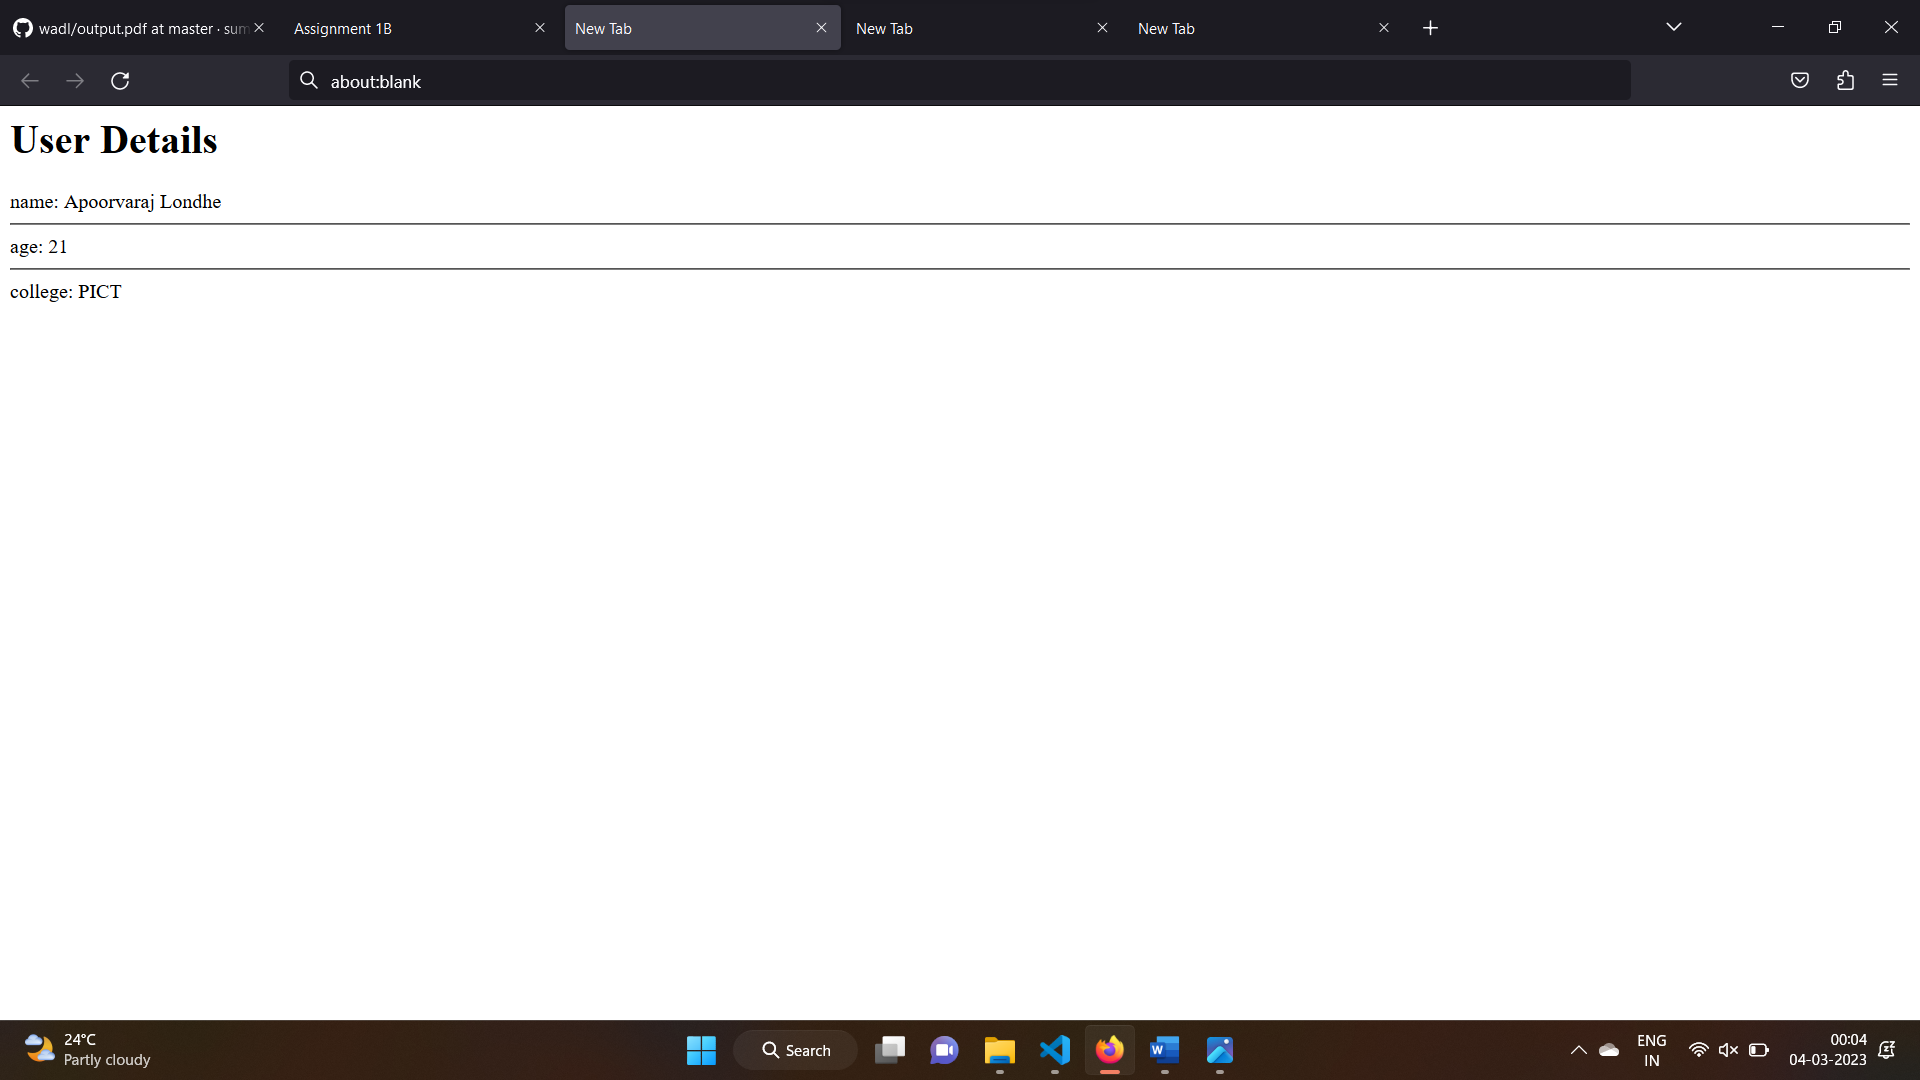 wadl/output.pdf at master · sum
Assignment 1B
New Tab
New Tab
New Tab
about:blank
User Details
name: Apoorvaraj Londhe
age: 21
college: PICT
24°C
Partly cloudy
Search
ENG
IN
00:04
04-03-2023